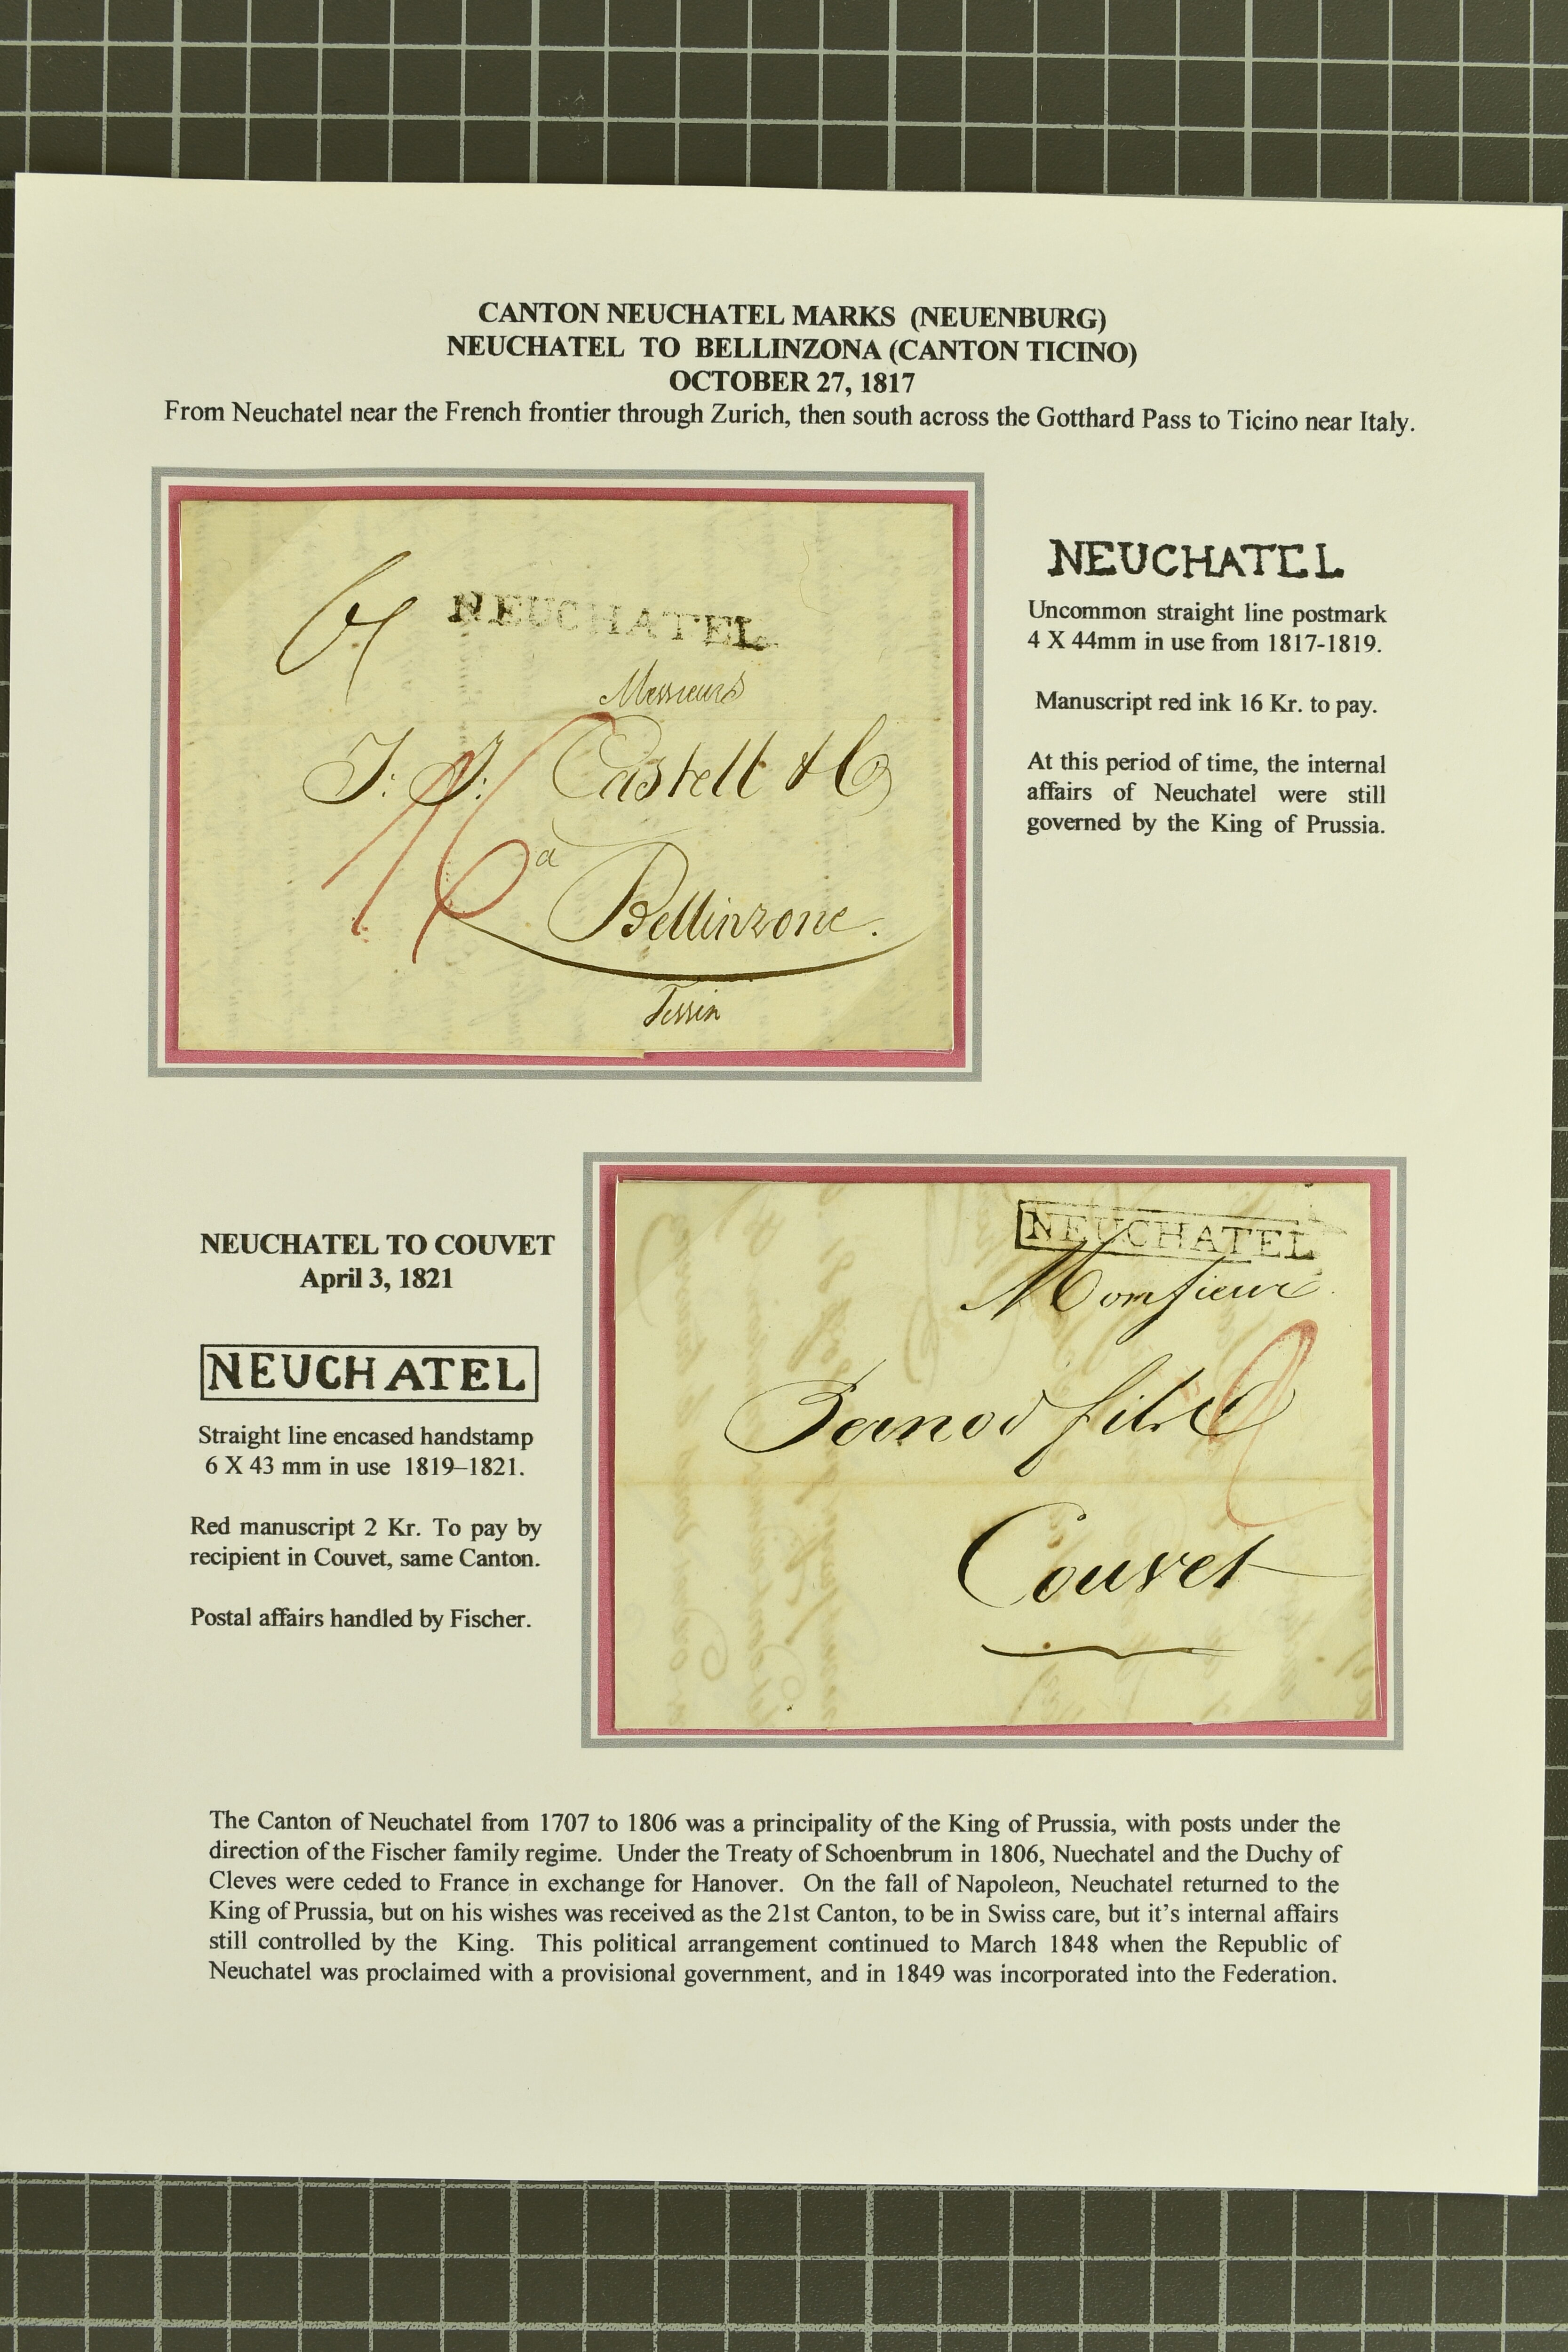 CANTON NEUCHATEL MARKS (NEUENBURG)
NEUCHATEL TO BELLINZONA (CANTON TICINO)
OCTOBER 27, 1817
From Neuchatel near the French frontier through Zurich, then south across the Gotthard Pass to Ticino near Italy.
NEUCHATEL
Messieurs
J: J: Castell & Co
16
a
Bellinzone.
Tessin
NEUCHATEL
Uncommon straight line postmark
4 X 44mm in use from 1817-1819.
Manuscript red ink 16 Kr. to pay.
At this period of time, the internal
affairs of Neuchatel were still
governed by the King of Prussia.
NEUCHATEL TO COUVET
April 3, 1821
NEUCHATEL
Straight line encased handstamp
6 X 43 mm in use 1819–1821.
Red manuscript 2 Kr. To pay by
recipient in Couvet, same Canton.
Postal affairs handled by Fischer.
NEUCHATEL
Monsieur
fils
2
Couvet
The Canton of Neuchatel from 1707 to 1806 was a principality of the King of Prussia, with posts under the
direction of the Fischer family regime. Under the Treaty of Schoenbrum in 1806, Nuechatel and the Duchy of
Cleves were ceded to France in exchange for Hanover. On the fall of Napoleon, Neuchatel returned to the
King of Prussia, but on his wishes was received as the 21st Canton, to be in Swiss care, but it's internal affairs
still controlled by the King. This political arrangement continued to March 1848 when the Republic of
Neuchatel was proclaimed with a provisional government, and in 1849 was incorporated into the Federation.